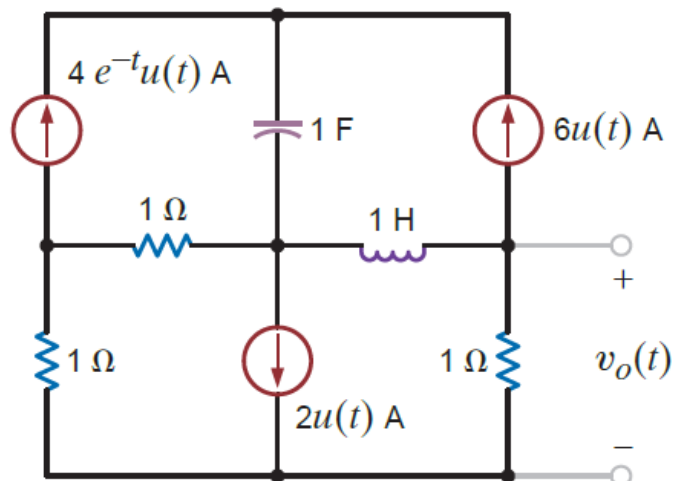 4 e^{-t}u(t) A
1 F
6u(t) A
1 Ω
1 H
+
1 Ω
1 Ω
v_o(t)
2u(t) A
−